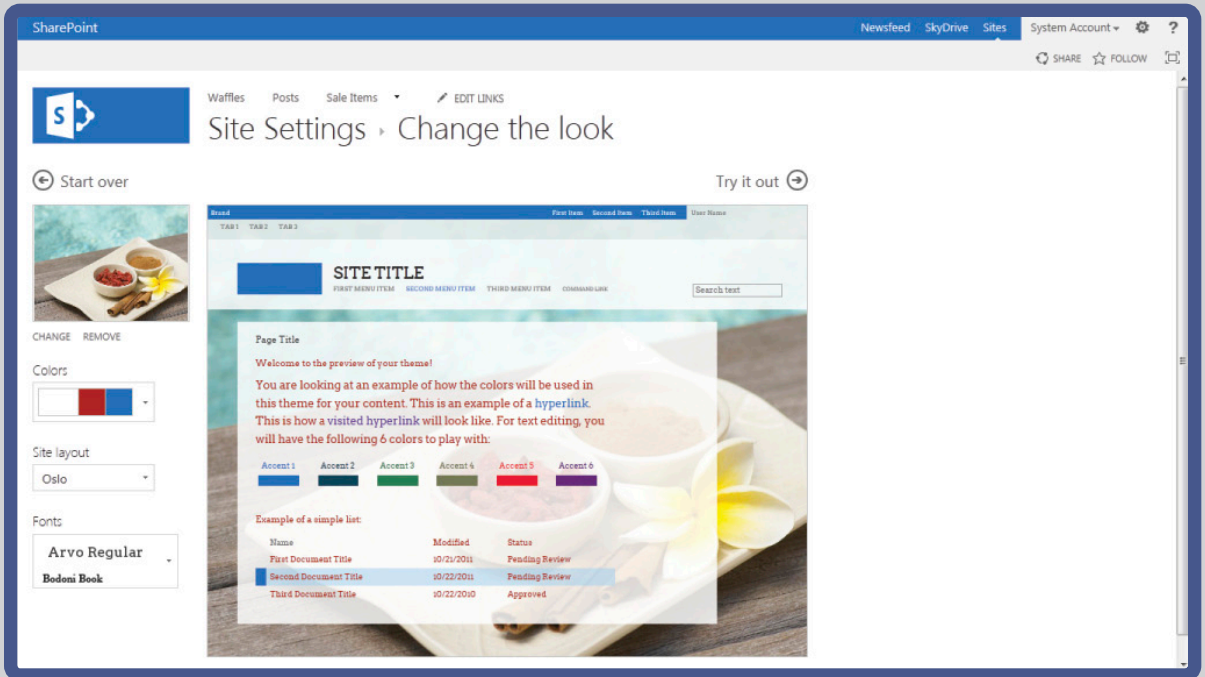 SharePoint
Newsfeed SkyDrive Sites System Account ?
SHARE FOLLOW
S
Waffles Posts Sale Items EDIT LINKS
Site Settings Change the look
Start over
Try it out
CHANGE REMOVE
Colors
Site layout
Oslo
Fonts
Arvo Regular
Bodoni Book
Brand First Item Second Item Third Item User Name
TAB 1 TAB 2 TAB 3
SITE TITLE
FIRST MENU ITEM SECOND MENU ITEM THIRD MENU ITEM COMMAND LINK
Search text
Page Title
Welcome to the preview of your theme!
You are looking at an example of how the colors will be used in
this theme for your content. This is an example of a hyperlink.
This is how a visited hyperlink will look like. For text editing, you
will have the following 6 colors to play with:
Accent 1 Accent 2 Accent 3 Accent 4 Accent 5 Accent 6
Example of a simple list:
Name Modified Status
First Document Title 10/21/2011 Pending Review
Second Document Title 10/22/2011 Pending Review
Third Document Title 10/22/2010 Approved